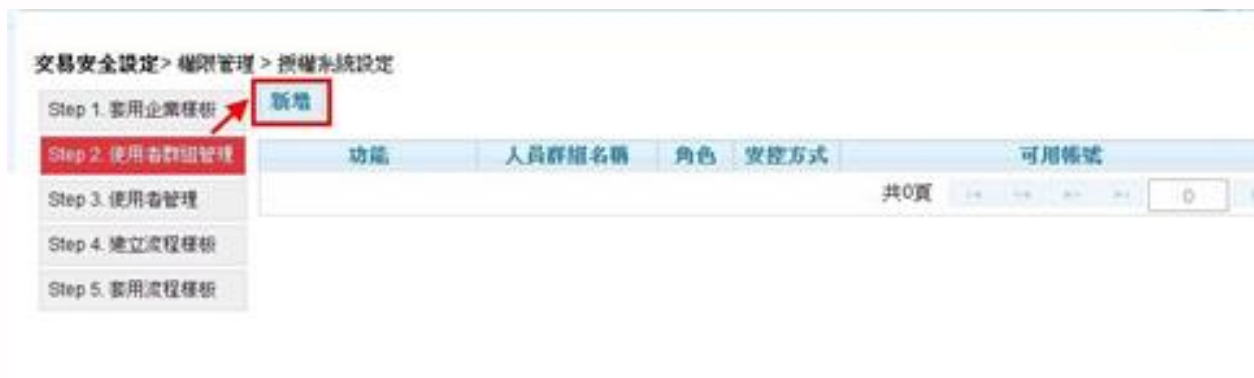 交易安全設定> 權限管理 > 授權系統設定
Step 1. 套用企業樣板
新增
Step 2. 使用者群組管理
功能 人員群組名稱 角色 安控方式 可用帳號
共0頁 0
Step 3. 使用者管理
Step 4. 建立流程樣板
Step 5. 套用流程樣板